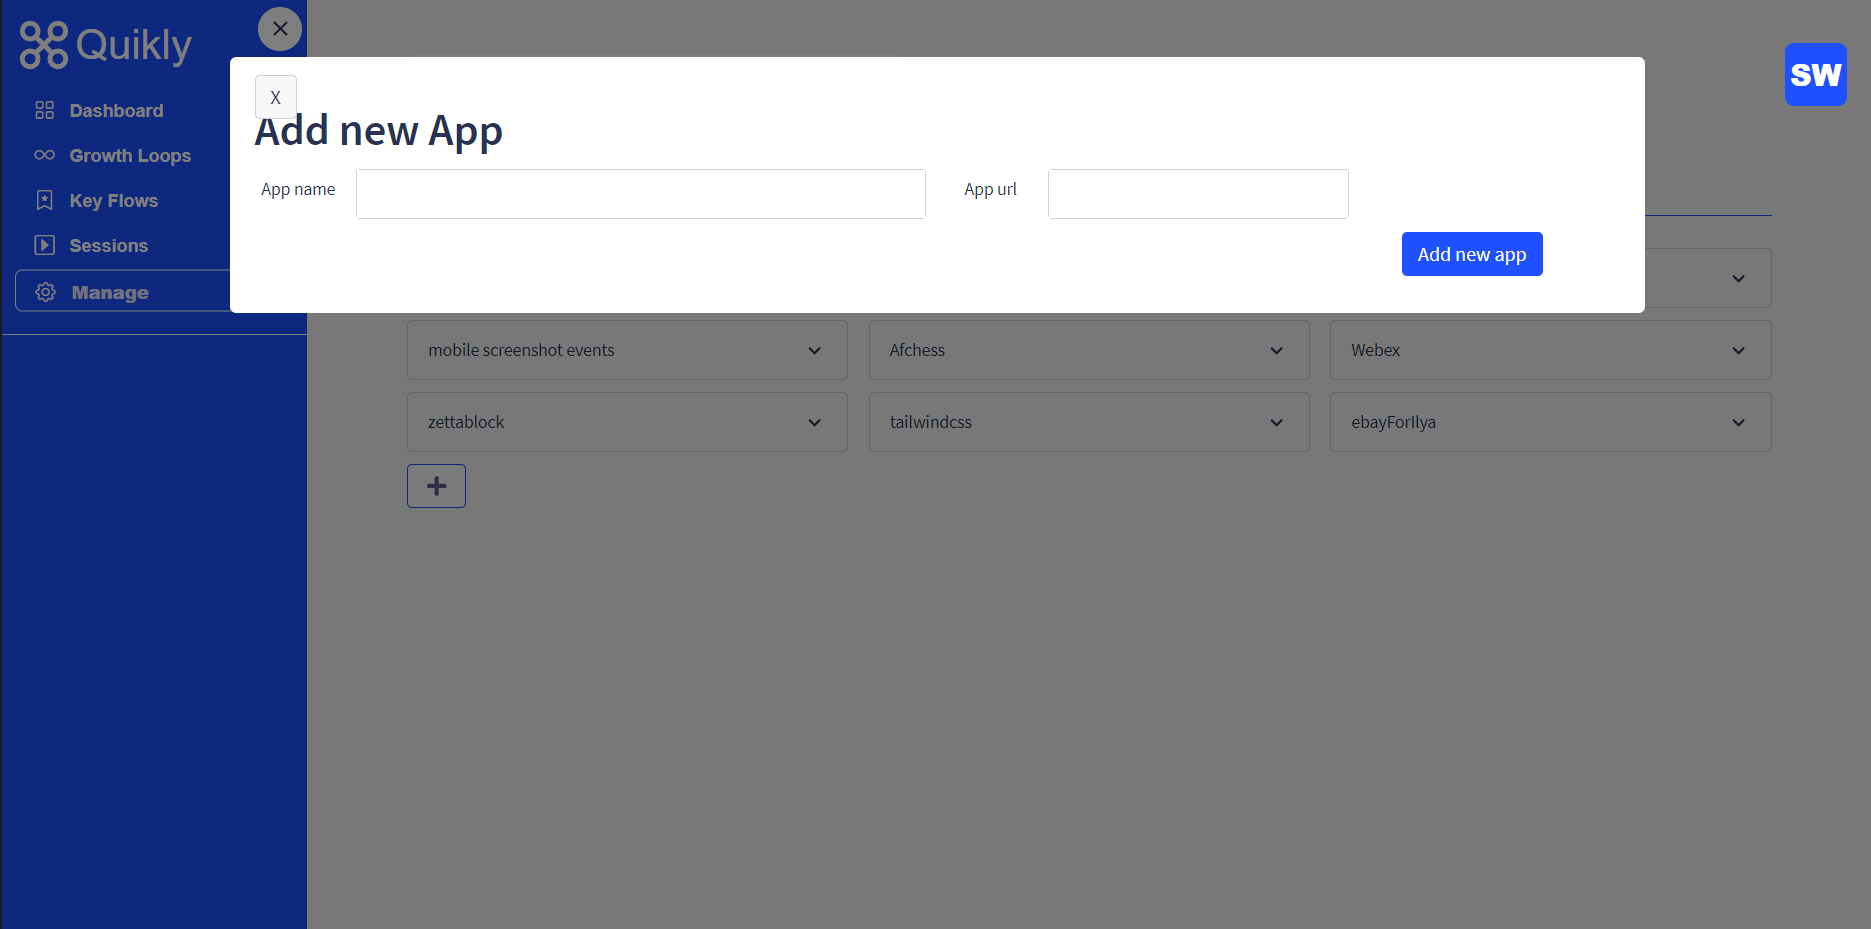 Quikly
Dashboard
Growth Loops
Key Flows
Sessions
Manage
X
Add new App
App name
App url
Add new app
SW
mobile screenshot events
Afchess
Webex
zettablock
tailwindcss
ebayForIlya